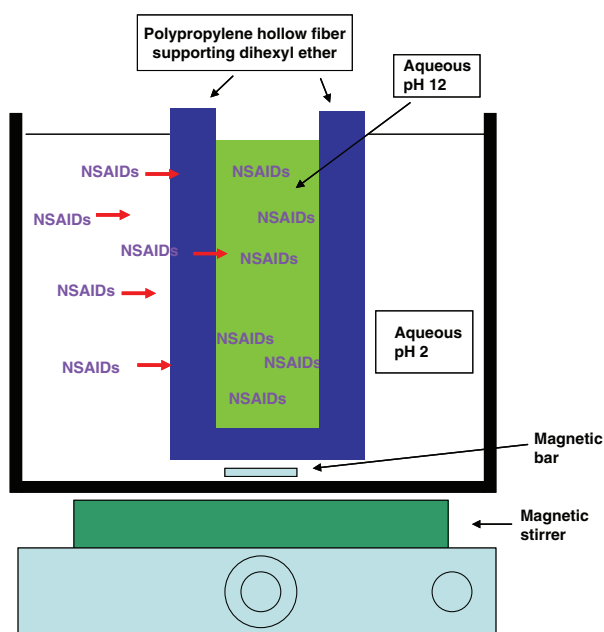 Polypropylene hollow fiber
supporting dihexyl ether
Aqueous
pH 12
NSAIDs
NSAIDs
NSAIDs
NSAIDs
NSAIDs
NSAIDs
NSAIDs
NSAIDs
NSAIDs
NSAIDs
NSAIDs
Aqueous
pH 2
Magnetic
bar
Magnetic
stirrer